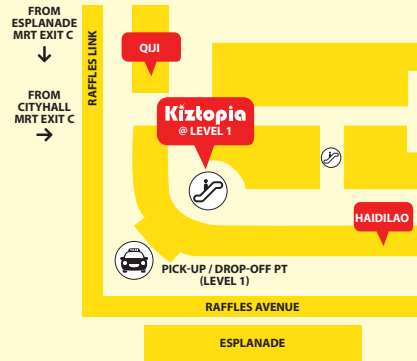 FROM
ESPLANADE
MRT EXIT C
FROM
CITYHALL
MRT EXIT C
RAFFLES LINK
QIJI
Kiztopia
@ LEVEL 1
HAIDILAO
TAXI
PICK-UP / DROP-OFF PT
(LEVEL 1)
RAFFLES AVENUE
ESPLANADE